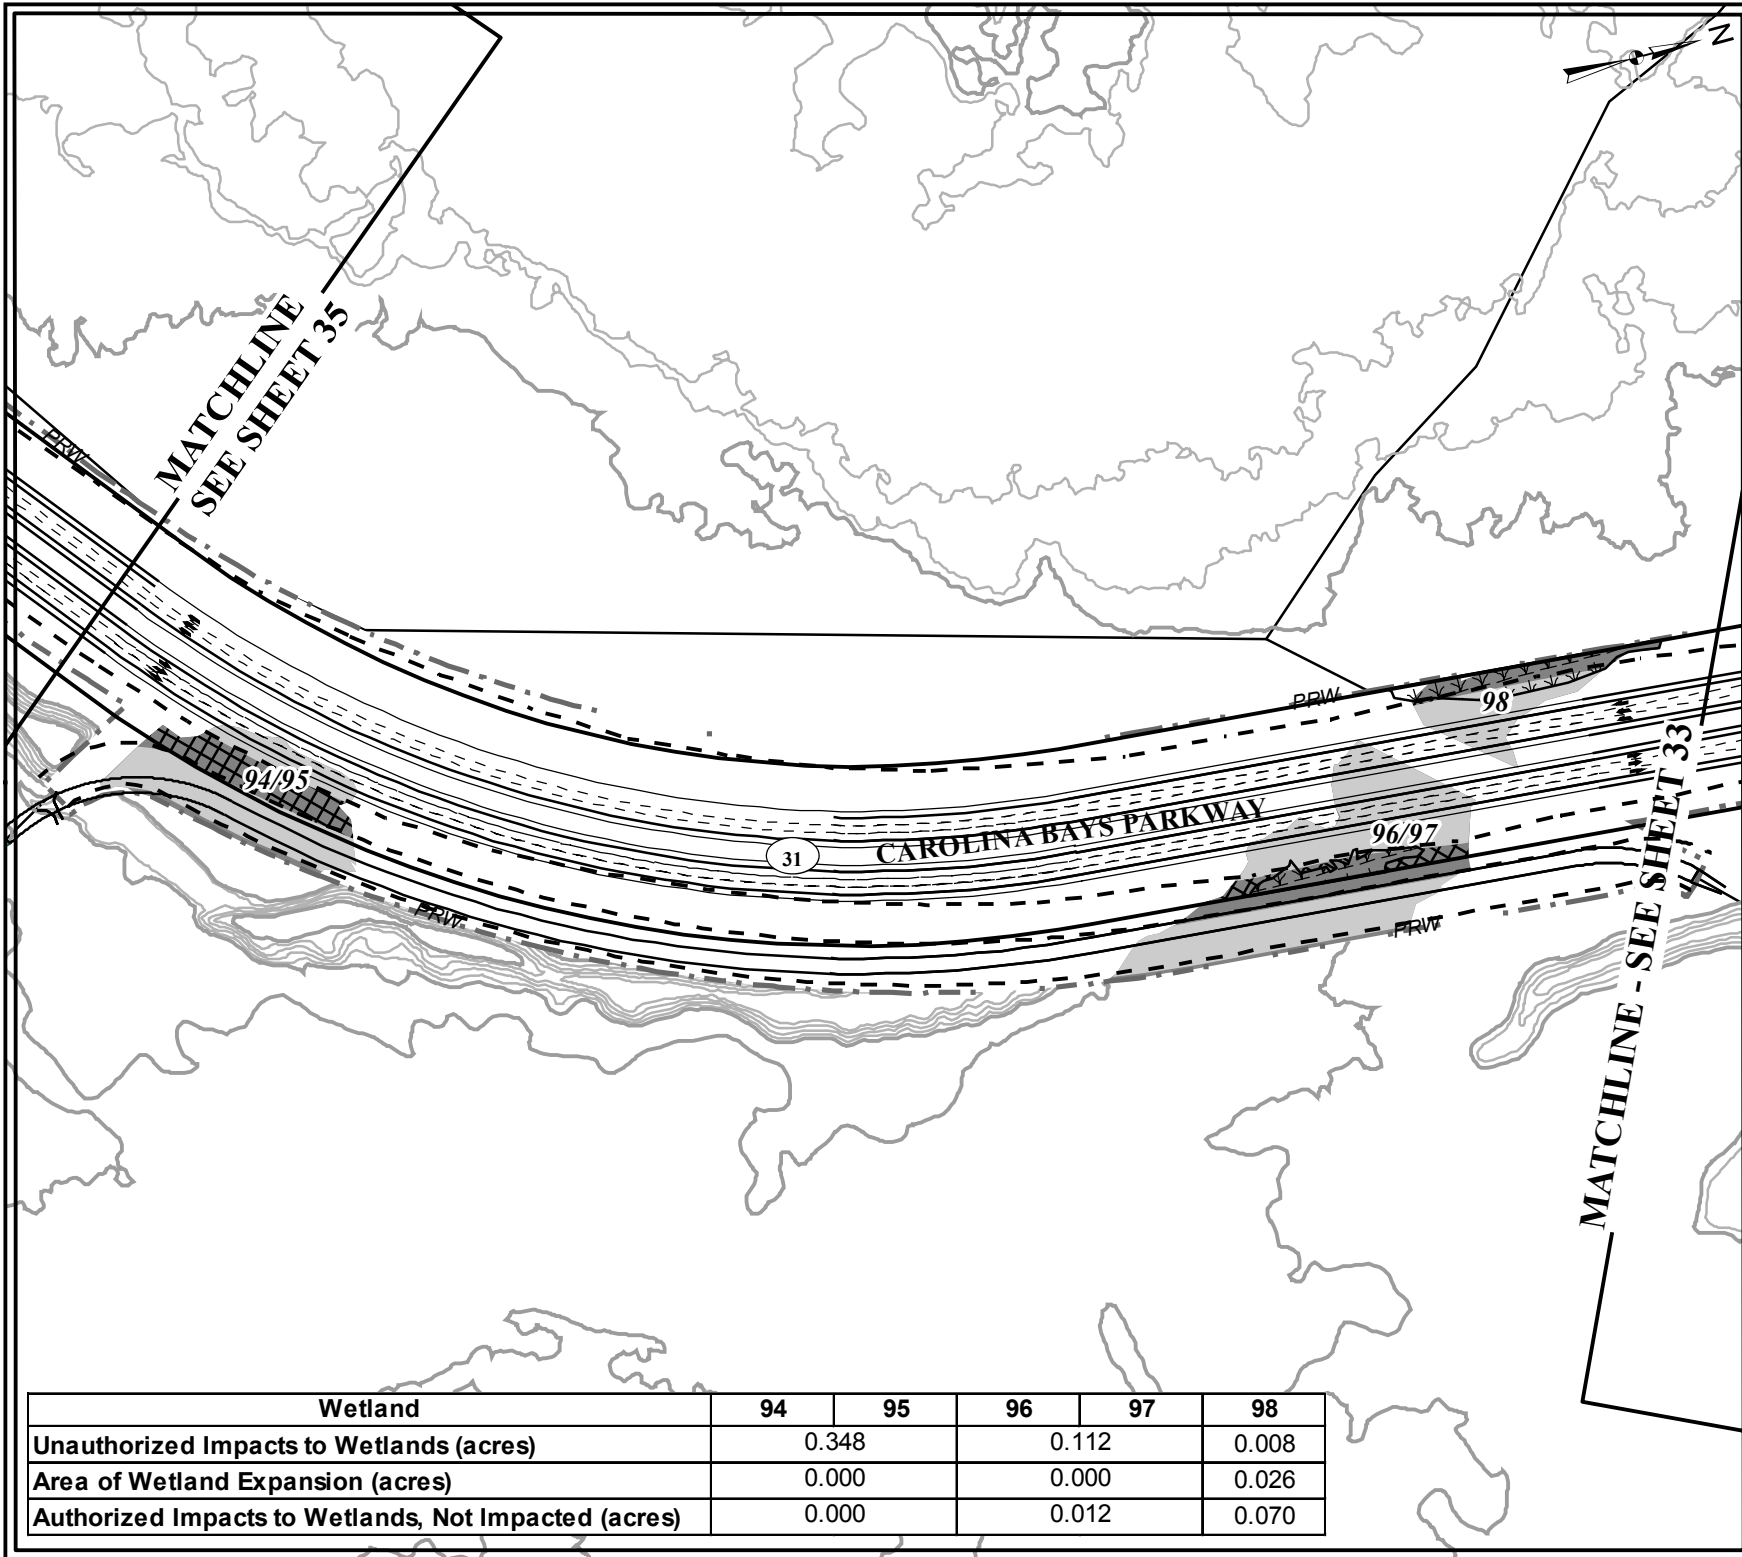 N
MATCHLINE
SEE SHEET 35
PRW
PRW
98
94/95
CAROLINA BAYS PARKWAY
31
96/97
PRW
PRW
MATCHLINE - SEE SHEET 33
Wetland 94 95 96 97 98
Unauthorized Impacts to Wetlands (acres) 0.348 0.112 0.008
Area of Wetland Expansion (acres) 0.000 0.000 0.026
Authorized Impacts to Wetlands, Not Impacted (acres) 0.000 0.012 0.070